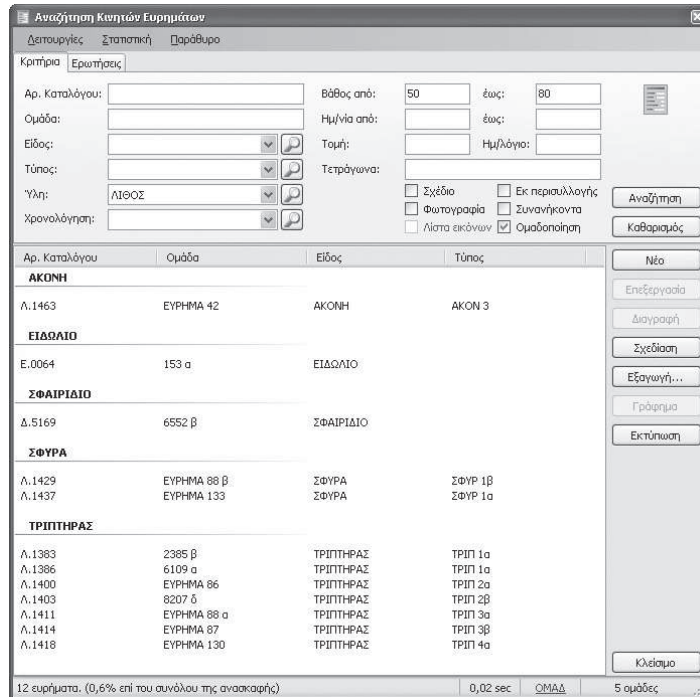 Αναζήτηση Κινητών Ευρημάτων
Λειτουργίες Στατιστική Παράθυρο
Κριτήρια Ερωτήσεις
Αρ. Καταλόγου: Βάθος από: 50 έως: 80
Ομάδα: Ημ/νία από: έως:
Είδος: Τομή: Ημ/λόγιο:
Τύπος: Τετράγωνα:
Ύλη: ΛΙΘΟΣ Σχέδιο Εκ περισυλλογής
Αναζήτηση
Χρονολόγηση: Φωτογραφία Συνανήκοντα
Λίστα εικόνων Ομαδοποίηση
Καθαρισμός
Αρ. Καταλόγου Ομάδα Είδος Τύπος
Νέο
ΑΚΟΝΗ
Επεξεργασία
Λ.1463 ΕΥΡΗΜΑ 42 ΑΚΟΝΗ ΑΚΟΝ 3
Διαγραφή
ΕΙΔΩΛΙΟ
Σχεδίαση
Ε.0064 153 α ΕΙΔΩΛΙΟ
Εξαγωγή...
ΣΦΑΙΡΙΔΙΟ
Γράφημα
Δ.5169 6552 β ΣΦΑΙΡΙΔΙΟ
Εκτύπωση
ΣΦΥΡΑ
Λ.1429 ΕΥΡΗΜΑ 88 β ΣΦΥΡΑ ΣΦΥΡ 1β
Λ.1437 ΕΥΡΗΜΑ 133 ΣΦΥΡΑ ΣΦΥΡ 1α
ΤΡΙΠΤΗΡΑΣ
Λ.1383 2385 β ΤΡΙΠΤΗΡΑΣ ΤΡΙΠ 1α
Λ.1386 6109 α ΤΡΙΠΤΗΡΑΣ ΤΡΙΠ 1α
Λ.1400 ΕΥΡΗΜΑ 86 ΤΡΙΠΤΗΡΑΣ ΤΡΙΠ 2α
Λ.1403 8207 δ ΤΡΙΠΤΗΡΑΣ ΤΡΙΠ 2β
Λ.1411 ΕΥΡΗΜΑ 88 α ΤΡΙΠΤΗΡΑΣ ΤΡΙΠ 3α
Λ.1414 ΕΥΡΗΜΑ 87 ΤΡΙΠΤΗΡΑΣ ΤΡΙΠ 3β
Λ.1418 ΕΥΡΗΜΑ 130 ΤΡΙΠΤΗΡΑΣ ΤΡΙΠ 4α
Κλείσιμο
12 ευρήματα. (0,6% επί του συνόλου της ανασκαφής) 0,02 sec ΟΜΑΔ 5 ομάδες